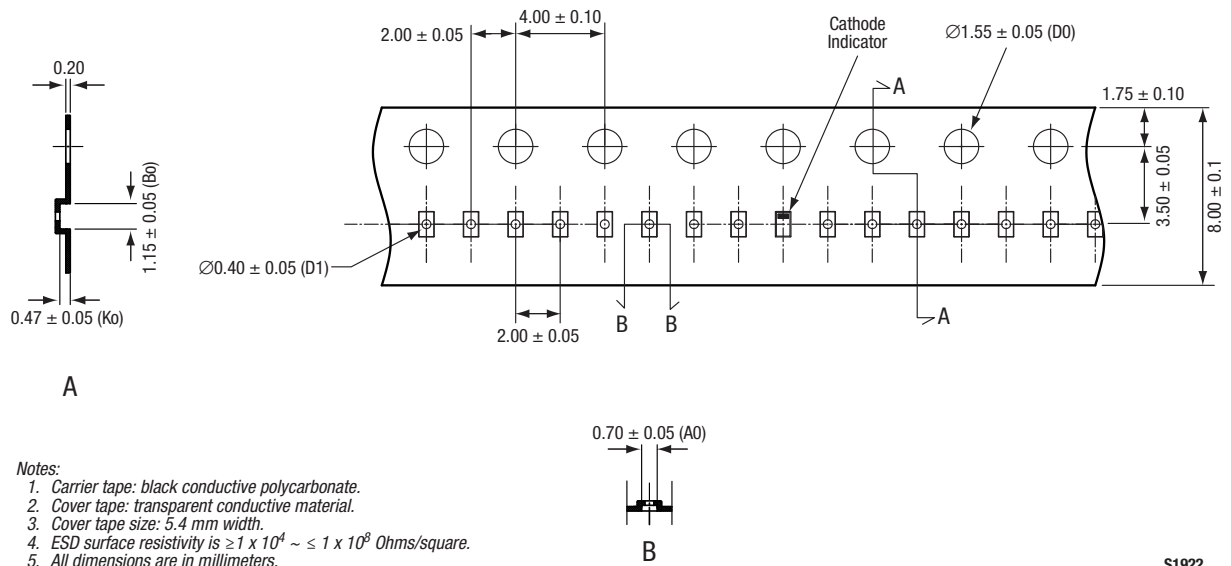 4.00 ± 0.10
2.00 ± 0.05
Cathode
Indicator
∅1.55 ± 0.05 (D0)
0.20
A
1.75 ± 0.10
1.15 ± 0.05 (Bo)
3.50 ± 0.05
8.00 ± 0.1
∅0.40 ± 0.05 (D1)
0.47 ± 0.05 (Ko)
B
B
A
2.00 ± 0.05
A
0.70 ± 0.05 (A0)
B
Notes:
1. Carrier tape: black conductive polycarbonate.
2. Cover tape: transparent conductive material.
3. Cover tape size: 5.4 mm width.
4. ESD surface resistivity is ≥1 x 10⁴ ~ ≤ 1 x 10⁸ Ohms/square.
5. All dimensions are in millimeters.
S1922